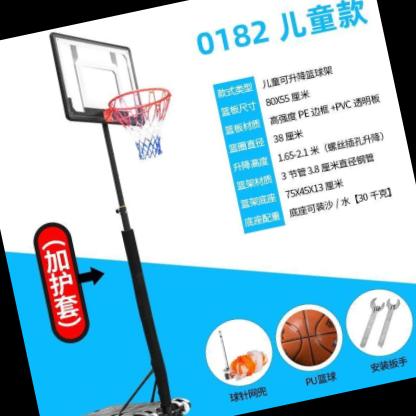 0182 儿童款
款式类型 儿童可升降篮球架
篮板尺寸 80X55 厘米
篮板材质 高强度 PE 边框 +PVC 透明板
篮圈直径 38 厘米
升降高度 1.65-2.1 米（螺丝插孔升降）
篮架材质 3 节管 3.8 厘米直径钢管
篮架底座 75X45X13 厘米
底座配重 底座可装沙 / 水【30 千克】
（加护套）
球针网兜
PU篮球
安装扳手